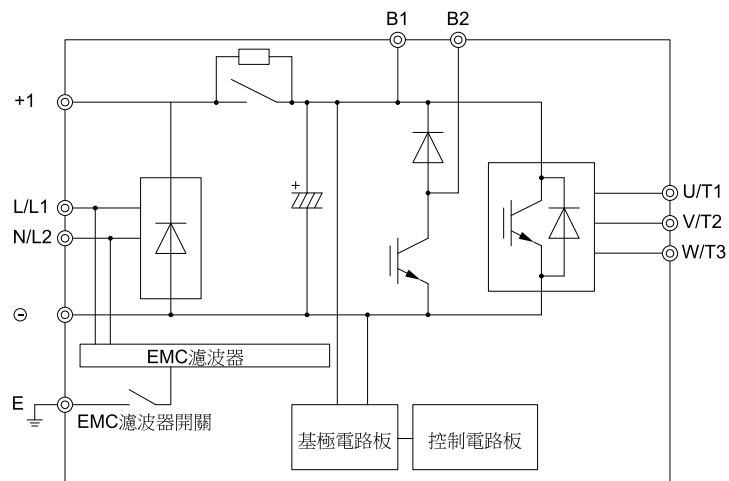 B1
B2
+1
L/L1
N/L2
⊖
E
+
U/T1
V/T2
W/T3
EMC濾波器
EMC濾波器開關
基極電路板
控制電路板